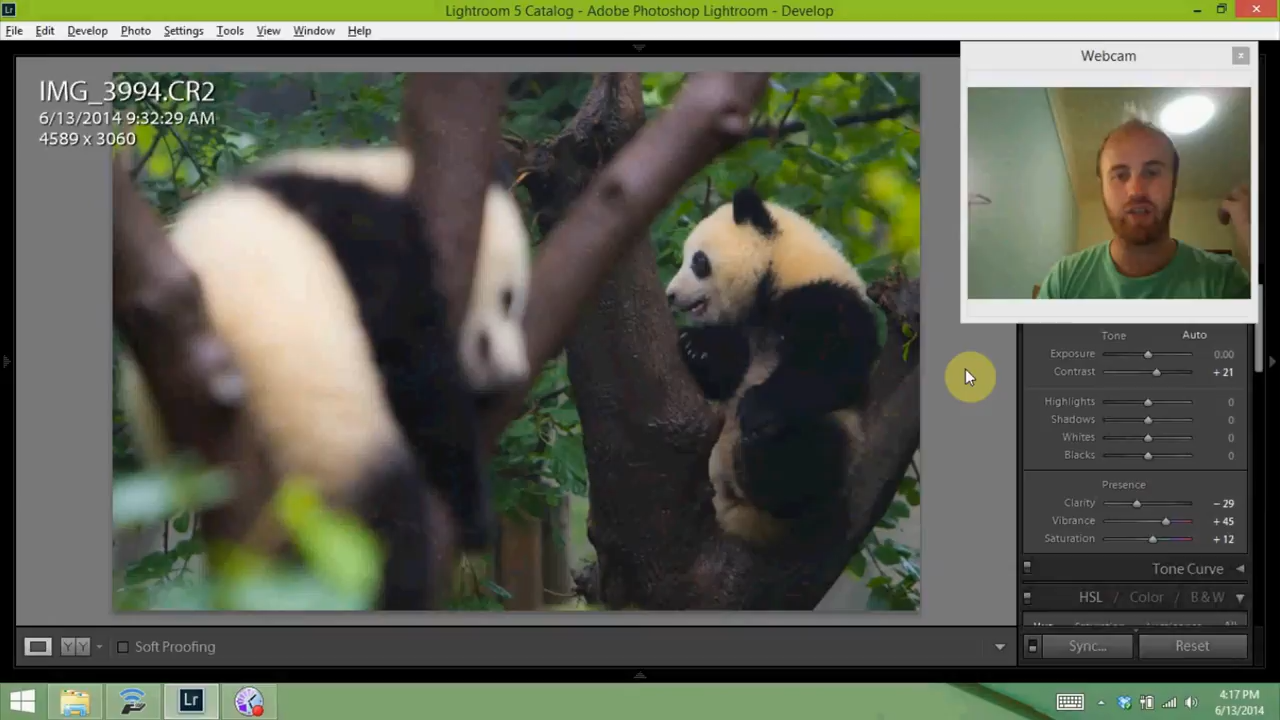 Lr Lightroom 5 Catalog - Adobe Photoshop Lightroom - Develop
File Edit Develop Photo Settings Tools View Window Help
Webcam
IMG_3994.CR2
6/13/2014 9:32:29 AM
4589 x 3060
Tone Auto
Exposure 0.00
Contrast + 21
Highlights 0
Shadows 0
Whites 0
Blacks 0
Presence
Clarity − 29
Vibrance + 45
Saturation + 12
Tone Curve
HSL / Color / B & W
YY Soft Proofing Sync... Reset
Lr 4:17 PM
6/13/2014